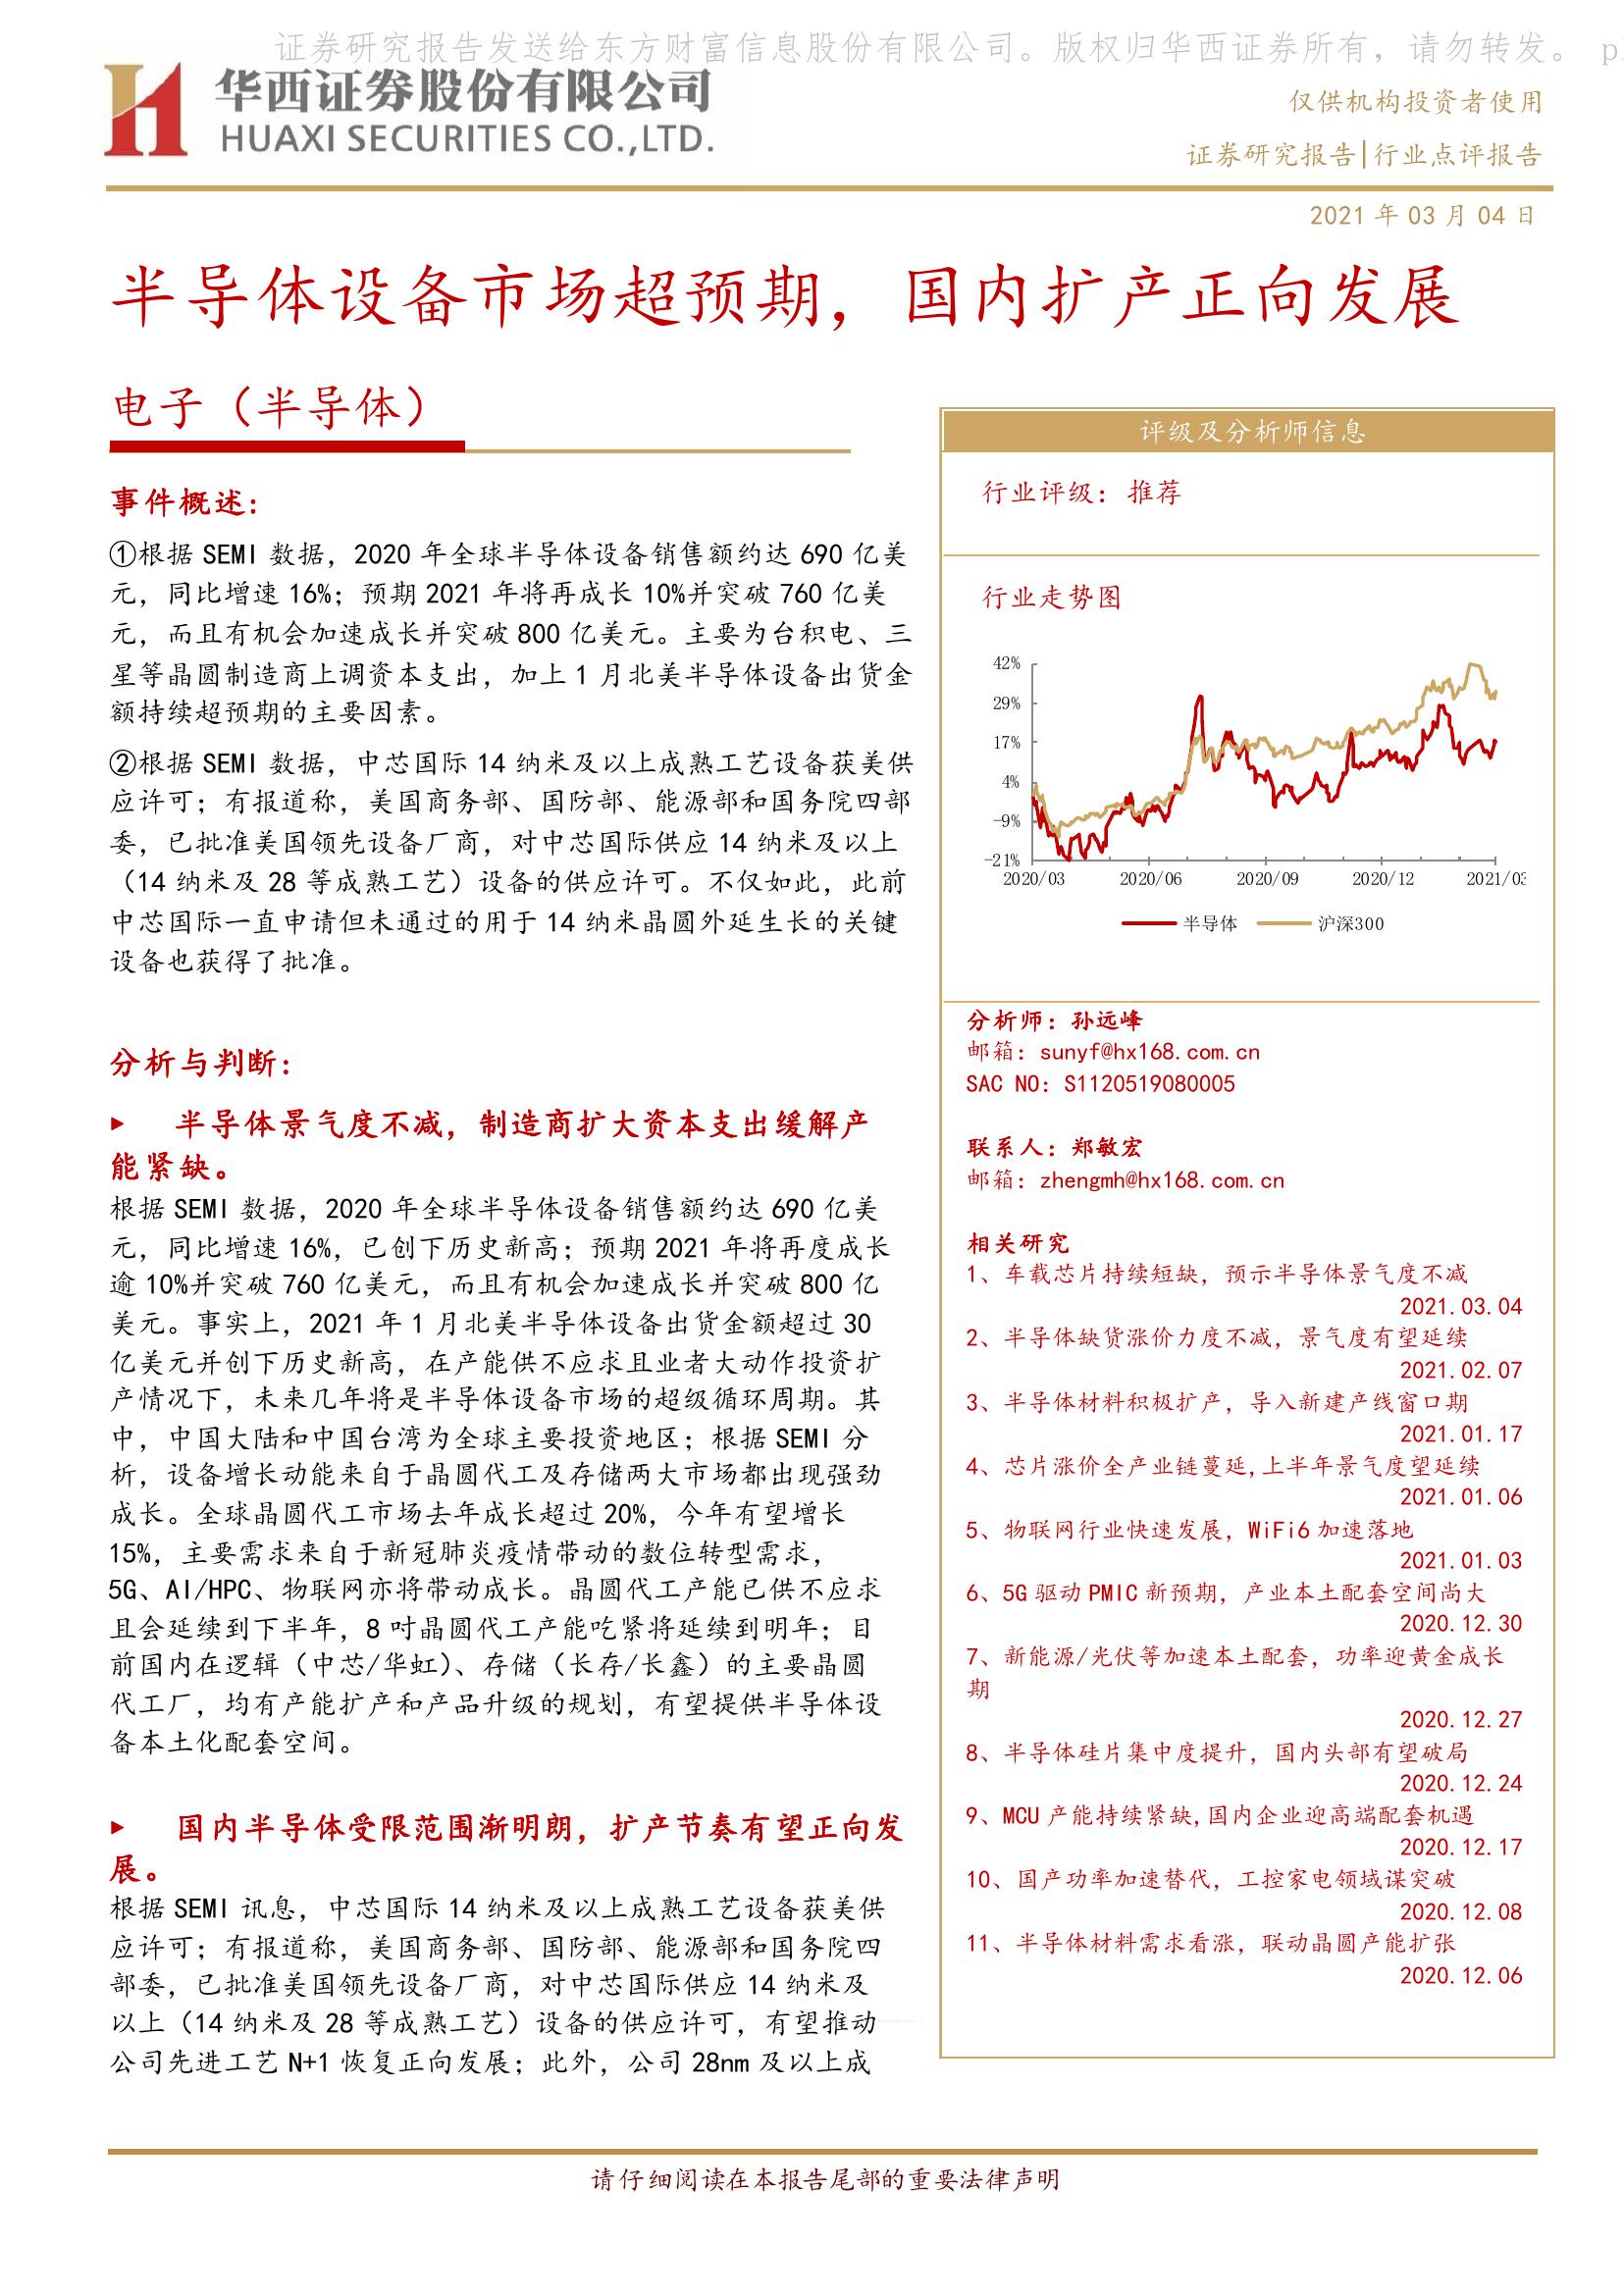 证券研究报告发送给东方财富信息股份有限公司。版权归华西证券所有，请勿转发。 p
华西证券股份有限公司
HUAXI SECURITIES CO.,LTD.
仅供机构投资者使用
证券研究报告|行业点评报告
2021 年 03 月 04 日
半导体设备市场超预期，国内扩产正向发展
电子（半导体）
事件概述：
①根据 SEMI 数据，2020 年全球半导体设备销售额约达 690 亿美
元，同比增速 16%；预期 2021 年将再成长 10%并突破 760 亿美
元，而且有机会加速成长并突破 800 亿美元。主要为台积电、三
星等晶圆制造商上调资本支出，加上 1 月北美半导体设备出货金
额持续超预期的主要因素。
②根据 SEMI 数据，中芯国际 14 纳米及以上成熟工艺设备获美供
应许可；有报道称，美国商务部、国防部、能源部和国务院四部
委，已批准美国领先设备厂商，对中芯国际供应 14 纳米及以上
（14 纳米及 28 等成熟工艺）设备的供应许可。不仅如此，此前
中芯国际一直申请但未通过的用于 14 纳米晶圆外延生长的关键
设备也获得了批准。
分析与判断：
▶ 半导体景气度不减，制造商扩大资本支出缓解产
能紧缺。
根据 SEMI 数据，2020 年全球半导体设备销售额约达 690 亿美
元，同比增速 16%，已创下历史新高；预期 2021 年将再度成长
逾 10%并突破 760 亿美元，而且有机会加速成长并突破 800 亿
美元。事实上，2021 年 1 月北美半导体设备出货金额超过 30
亿美元并创下历史新高，在产能供不应求且业者大动作投资扩
产情况下，未来几年将是半导体设备市场的超级循环周期。其
中，中国大陆和中国台湾为全球主要投资地区；根据 SEMI 分
析，设备增长动能来自于晶圆代工及存储两大市场都出现强劲
成长。全球晶圆代工市场去年成长超过 20%，今年有望增长
15%，主要需求来自于新冠肺炎疫情带动的数位转型需求，
5G、AI/HPC、物联网亦将带动成长。晶圆代工产能已供不应求
且会延续到下半年，8 吋晶圆代工产能吃紧将延续到明年；目
前国内在逻辑（中芯/华虹）、存储（长存/长鑫）的主要晶圆
代工厂，均有产能扩产和产品升级的规划，有望提供半导体设
备本土化配套空间。
▶ 国内半导体受限范围渐明朗，扩产节奏有望正向发
展。
根据 SEMI 讯息，中芯国际 14 纳米及以上成熟工艺设备获美供
应许可；有报道称，美国商务部、国防部、能源部和国务院四
部委，已批准美国领先设备厂商，对中芯国际供应 14 纳米及
以上（14 纳米及 28 等成熟工艺）设备的供应许可，有望推动
公司先进工艺 N+1 恢复正向发展；此外，公司 28nm 及以上成
评级及分析师信息
行业评级：推荐
行业走势图
42%
29%
17%
4%
-9%
-21%
2020/03 2020/06 2020/09 2020/12 2021/03
半导体 沪深300
分析师：孙远峰
邮箱：sunyf@hx168.com.cn
SAC NO：S1120519080005
联系人：郑敏宏
邮箱：zhengmh@hx168.com.cn
相关研究
1、车载芯片持续短缺，预示半导体景气度不减
2021.03.04
2、半导体缺货涨价力度不减，景气度有望延续
2021.02.07
3、半导体材料积极扩产，导入新建产线窗口期
2021.01.17
4、芯片涨价全产业链蔓延,上半年景气度望延续
2021.01.06
5、物联网行业快速发展，WiFi6 加速落地
2021.01.03
6、5G 驱动 PMIC 新预期，产业本土配套空间尚大
2020.12.30
7、新能源/光伏等加速本土配套，功率迎黄金成长
期
2020.12.27
8、半导体硅片集中度提升，国内头部有望破局
2020.12.24
9、MCU 产能持续紧缺,国内企业迎高端配套机遇
2020.12.17
10、国产功率加速替代，工控家电领域谋突破
2020.12.08
11、半导体材料需求看涨，联动晶圆产能扩张
2020.12.06
请仔细阅读在本报告尾部的重要法律声明